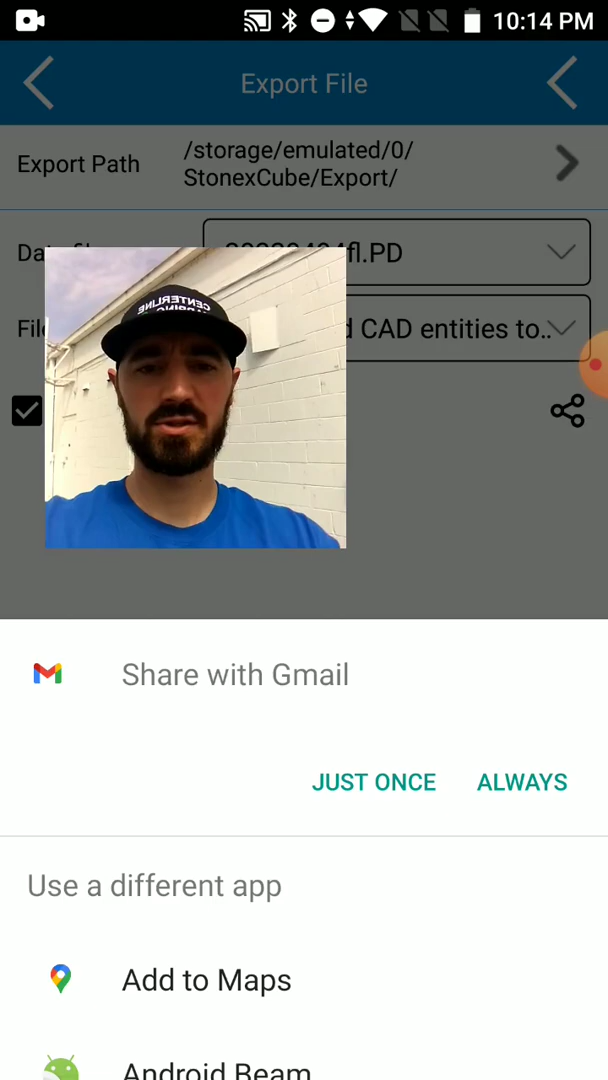 10:14 PM
Export File
Export Path
/storage/emulated/0/
StonexCube/Export/
fl.PD
CAD entities to..
CENTERLINE
Share with Gmail
JUST ONCE
ALWAYS
Use a different app
Add to Maps
Android Beam